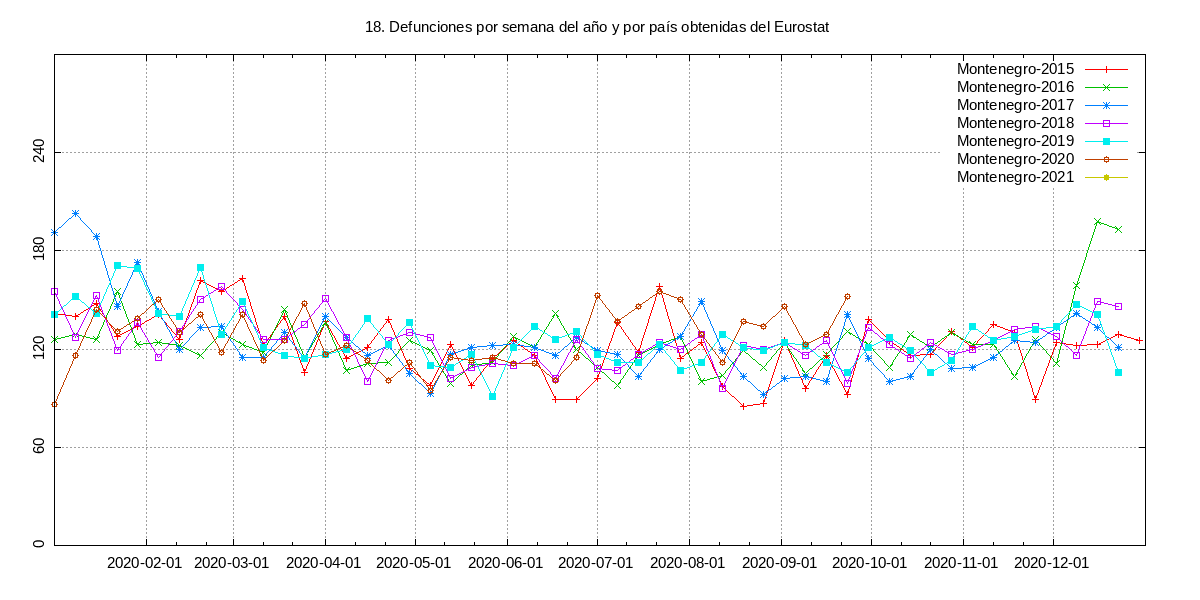 18. Defunciones por semana del año y por país obtenidas del Eurostat
Montenegro-2015
Montenegro-2016
Montenegro-2017
Montenegro-2018
Montenegro-2019
Montenegro-2020
Montenegro-2021
240
180
120
60
0
2020-02-01 2020-03-01 2020-04-01 2020-05-01 2020-06-01 2020-07-01 2020-08-01 2020-09-01 2020-10-01 2020-11-01 2020-12-01